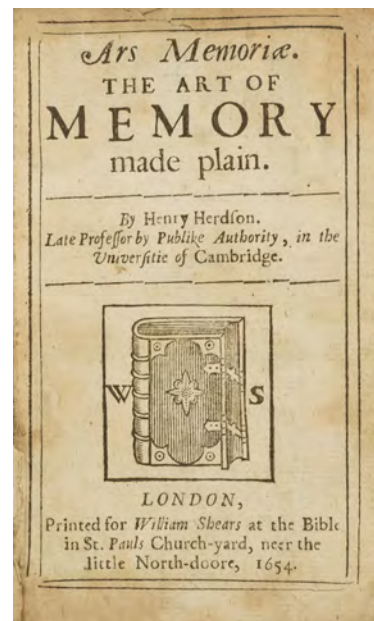 Ars Memoriæ.
THE ART OF
MEMORY
made plain.
By Henry Herdſon.
Late Profeſſor by Publike Authority, in the
Univerſitie of Cambridge.
W S
LONDON,
Printed for William Shears at the Bible
in St. Pauls Church-yard, neer the
little North-doore, 1654.